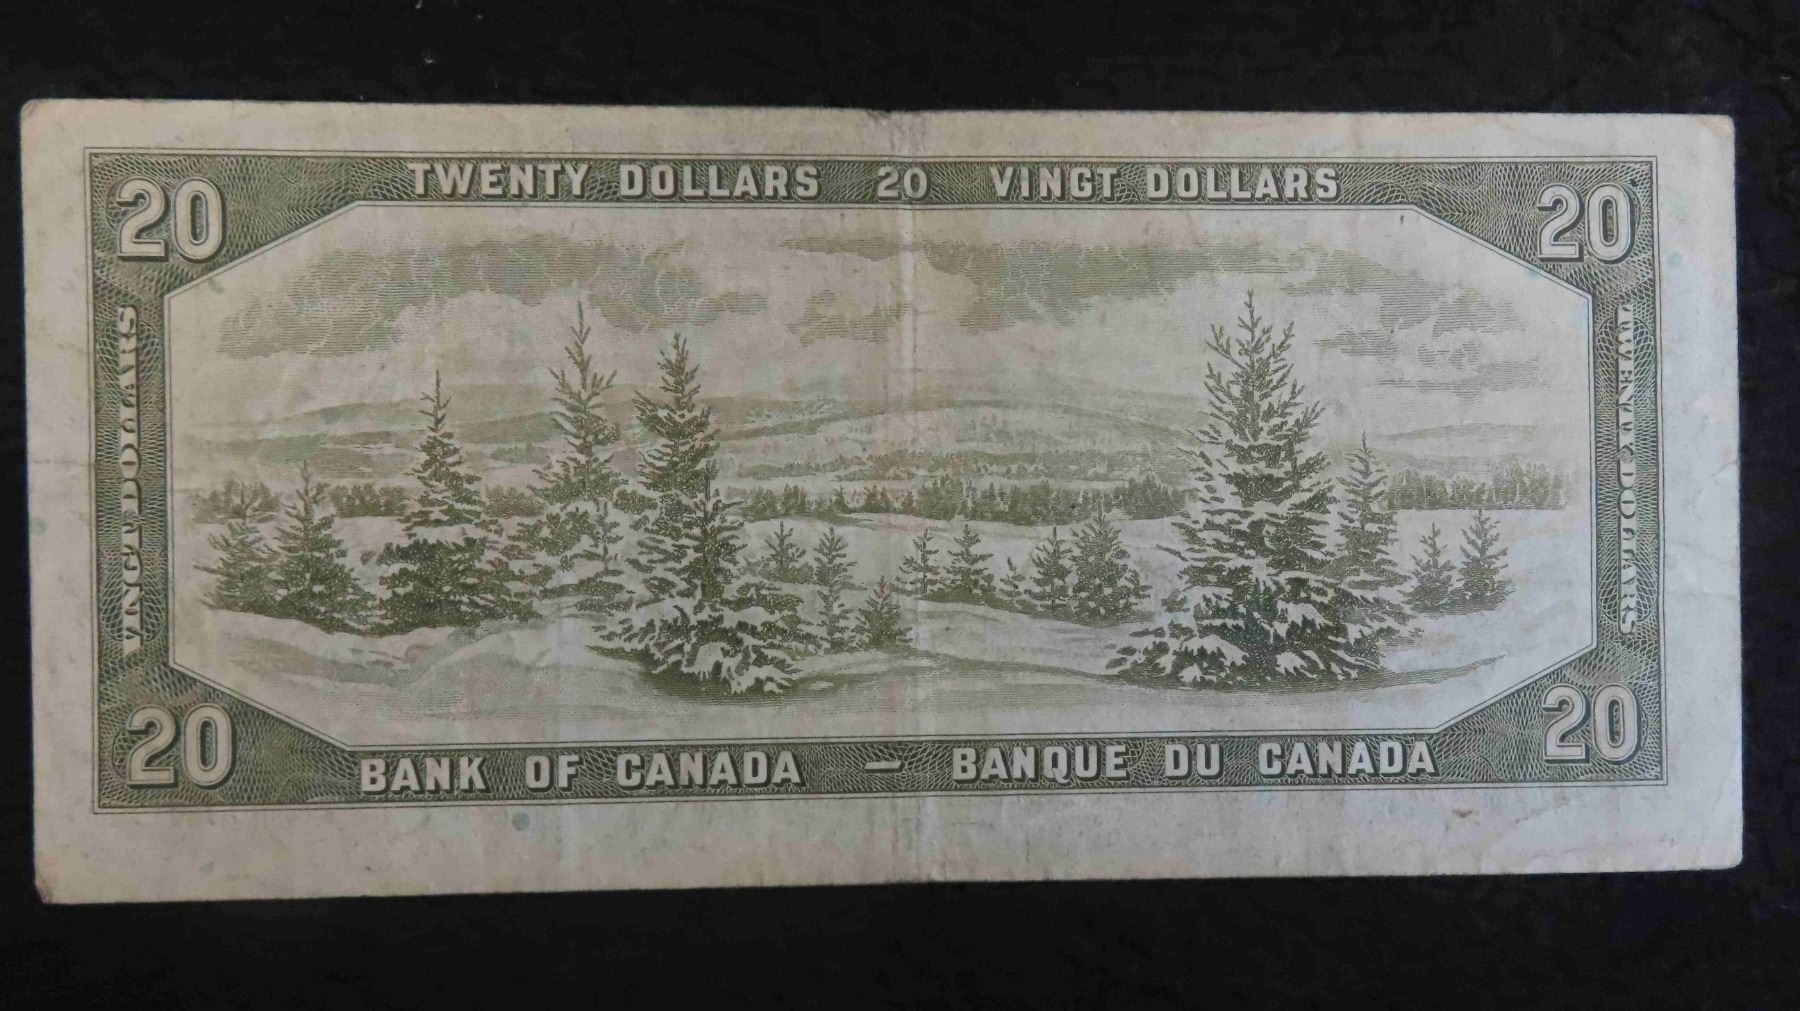 20 TWENTY DOLLARS 20 VINGT DOLLARS 20
VINGT DOLLARS
TWENTY DOLLARS
20 BANK OF CANADA — BANQUE DU CANADA 20